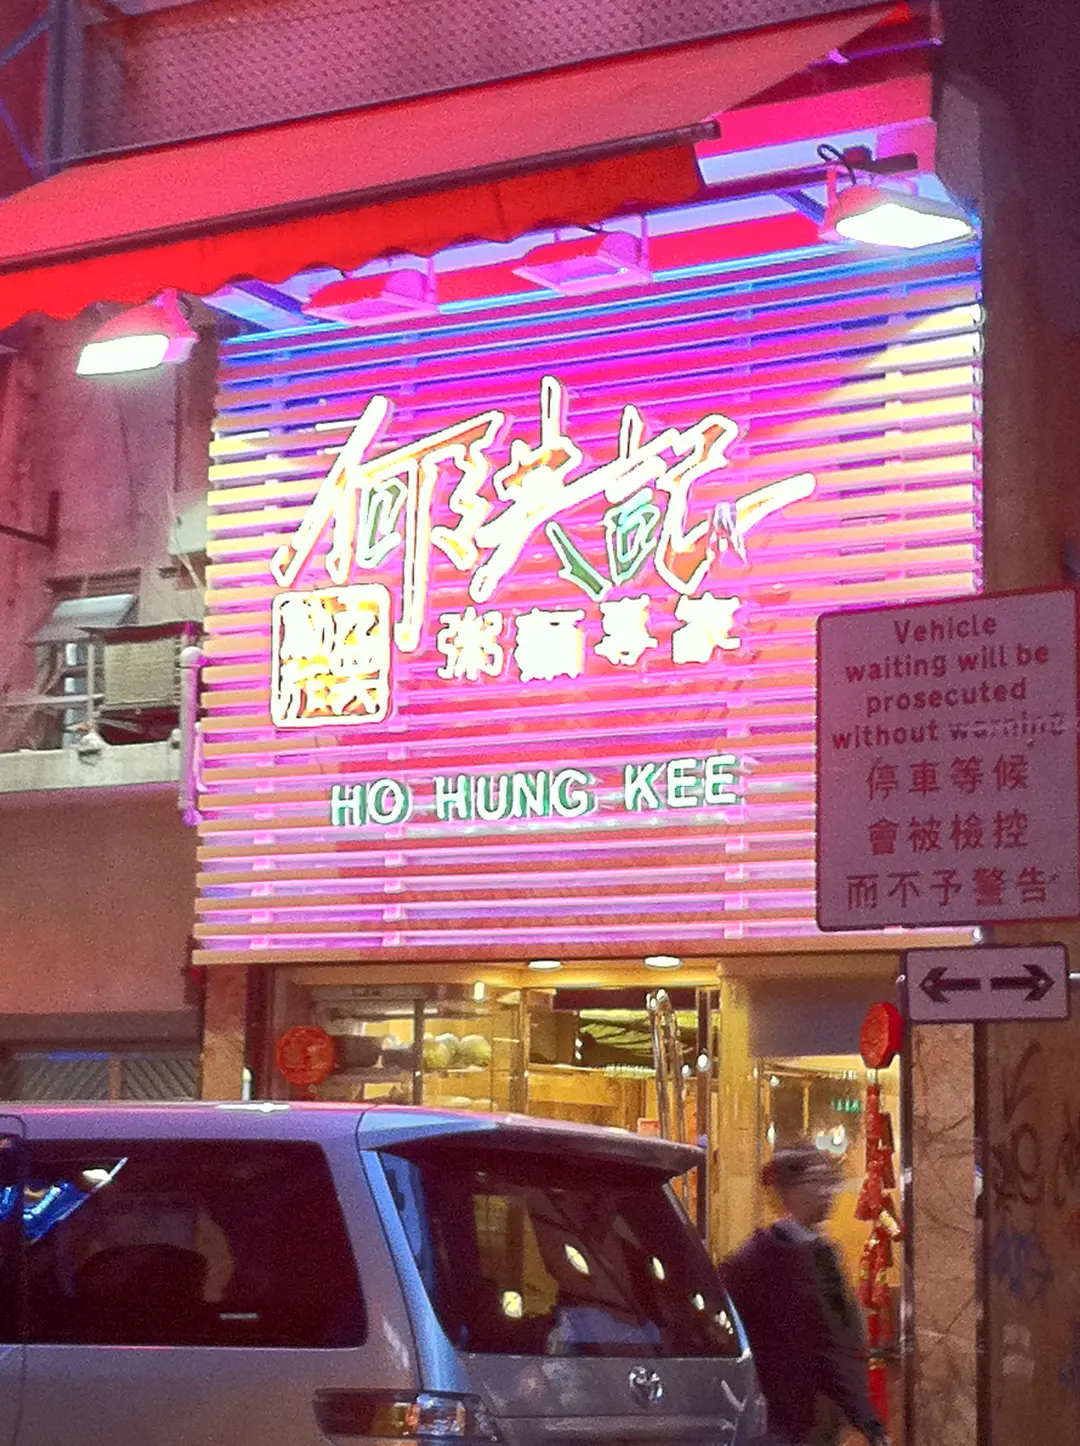 何洪記
粥麵專家
HO HUNG KEE
Vehicle
waiting will be
prosecuted
without warning
停車等候
會被檢控
而不予警告